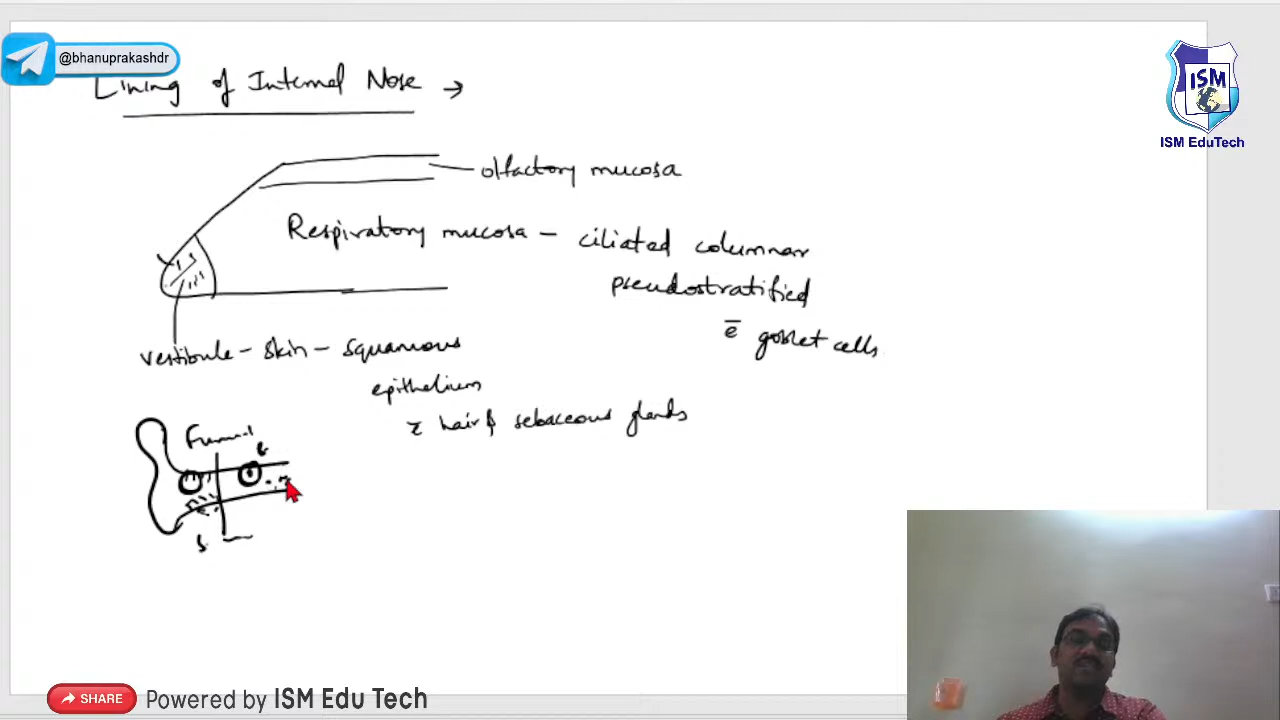 @bhanuprakashdr
ISM
ISM EduTech
Lining of Internal Nose →
olfactory mucosa
Respiratory mucosa - ciliated columnar
pseudostratified
ē goblet cells
vestibule - skin - squamous
epithelium
c̄ hair & sebaceous glands
SHARE Powered by ISM Edu Tech